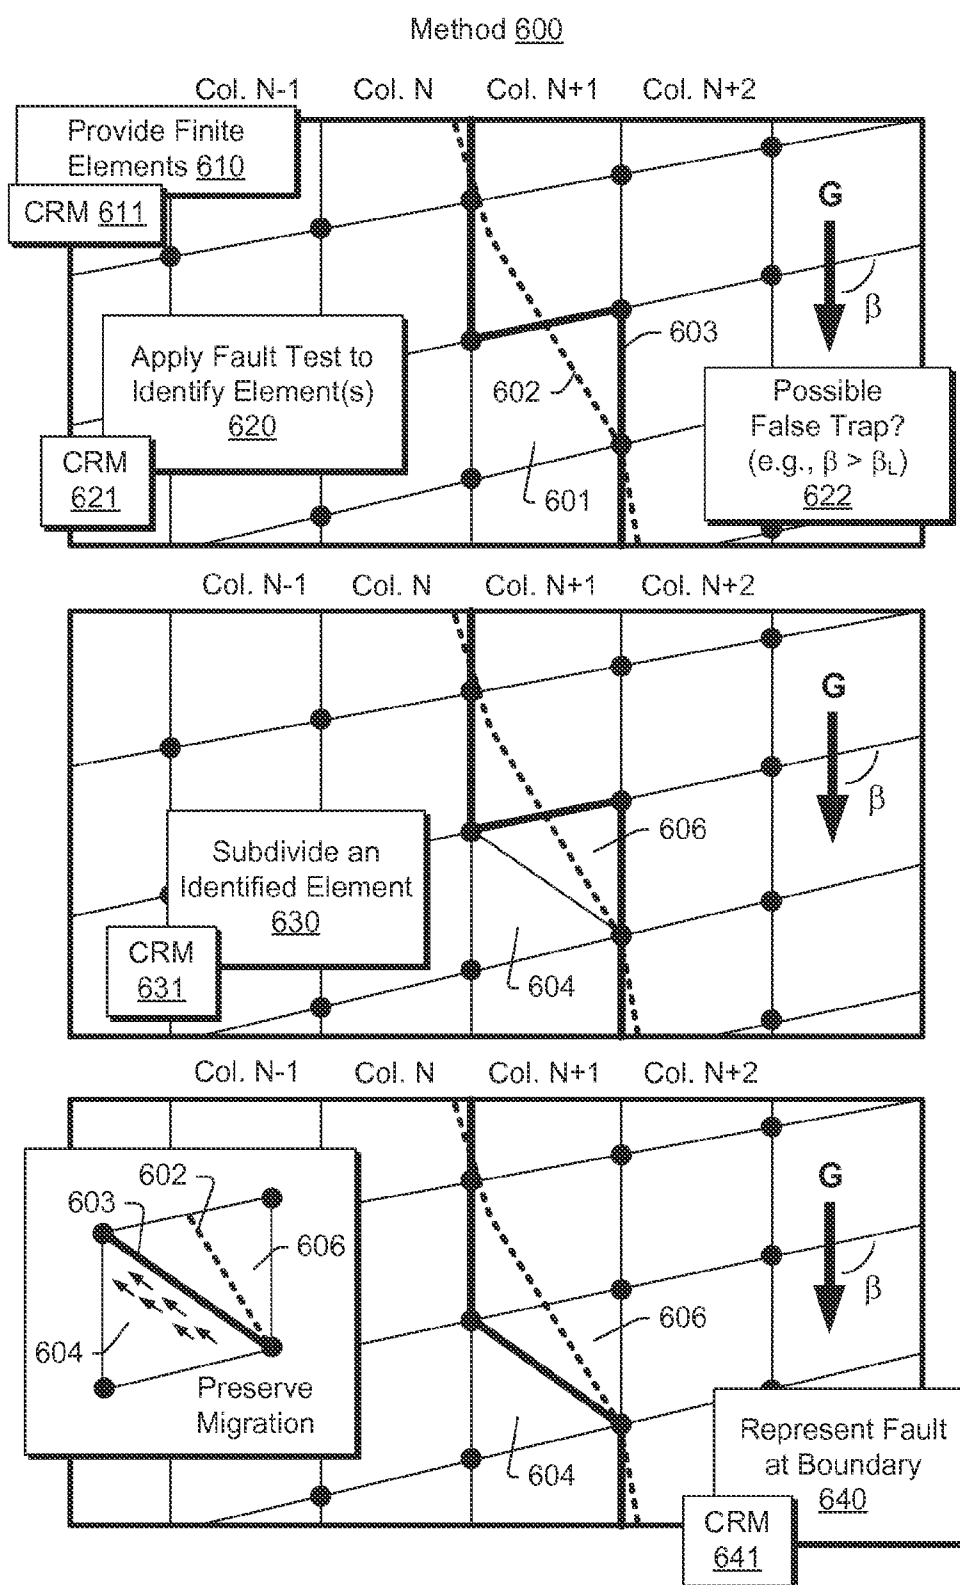 Method 600
Col. N-1 Col. N Col. N+1 Col. N+2
Provide Finite
Elements 610
CRM 611
G
β
603
Apply Fault Test to
Identify Element(s)
620
602
CRM
621
601
Possible
False Trap?
(e.g., β > βL)
622
Col. N-1 Col. N Col. N+1 Col. N+2
G
β
606
Subdivide an
Identified Element
630
CRM
631
604
Col. N-1 Col. N Col. N+1 Col. N+2
602
603
606
604
Preserve
Migration
G
β
606
604
Represent Fault
at Boundary
640
CRM
641